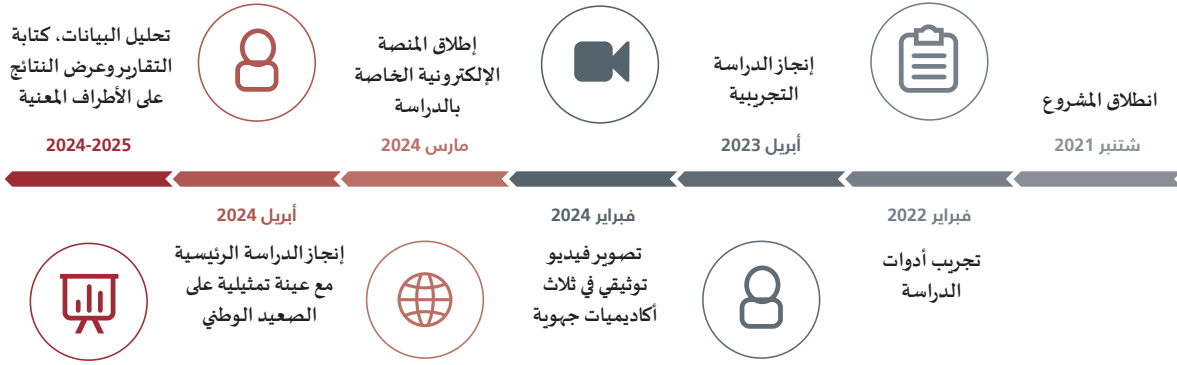 انطلاق المشروع
شتنبر 2021
فبراير 2022
تجريب أدوات
الدراسة
إنجاز الدراسة
التجريبية
أبريل 2023
فبراير 2024
تصوير فيديو
توثيقي في ثلاث
أكاديميات جهوية
إطلاق المنصة
الإلكترونية الخاصة
بالدراسة
مارس 2024
أبريل 2024
إنجاز الدراسة الرئيسية
مع عينة تمثيلية على
الصعيد الوطني
تحليل البيانات، كتابة
التقارير وعرض النتائج
على الأطراف المعنية
2024-2025